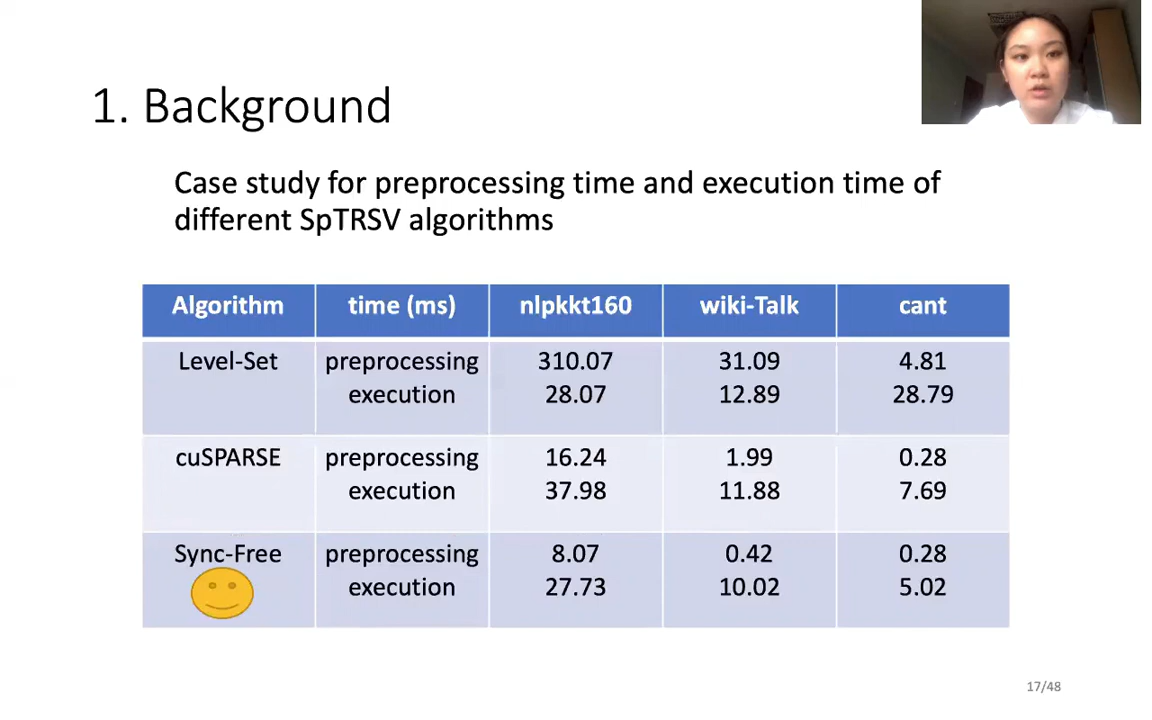 1. Background
Case study for preprocessing time and execution time of
different SpTRSV algorithms
Algorithm time (ms) nlpkkt160 wiki-Talk cant
Level-Set preprocessing 310.07 31.09 4.81
execution 28.07 12.89 28.79
cuSPARSE preprocessing 16.24 1.99 0.28
execution 37.98 11.88 7.69
Sync-Free preprocessing 8.07 0.42 0.28
execution 27.73 10.02 5.02
17/48